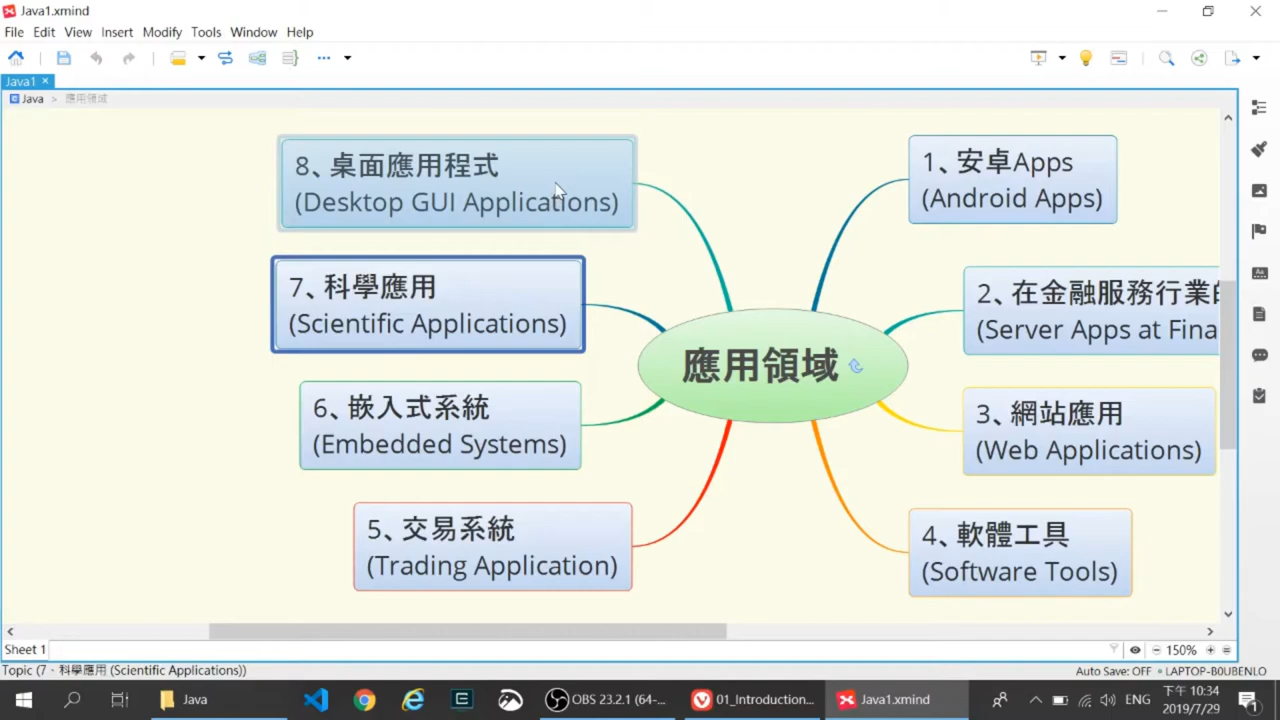 Java1.xmind
File Edit View Insert Modify Tools Window Help
Java1
Java > 應用領域
8、桌面應用程式
(Desktop GUI Applications)
7、科學應用
(Scientific Applications)
6、嵌入式系統
(Embedded Systems)
5、交易系統
(Trading Application)
應用領域
1、安卓Apps
(Android Apps)
2、在金融服務行業的
(Server Apps at Fina
3、網站應用
(Web Applications)
4、軟體工具
(Software Tools)
Sheet 1
150%
Topic (7、科學應用 (Scientific Applications))
Auto Save: OFF
LAPTOP-B0UBENLO
Java
OBS 23.2.1 (64-...
01_Introduction...
Java1.xmind
ENG
下午 10:34
2019/7/29
1